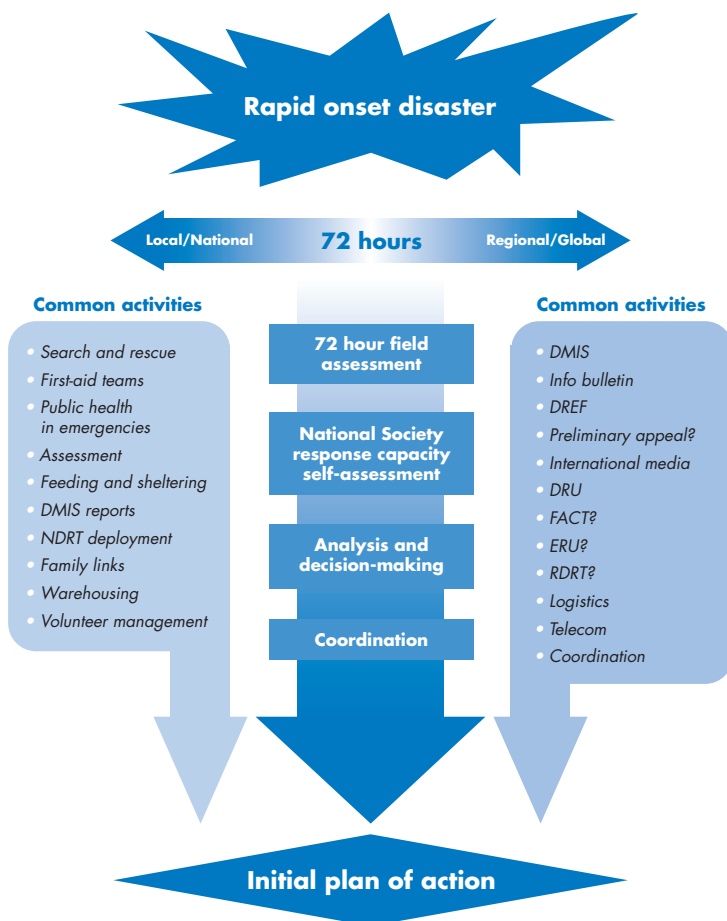 Rapid onset disaster
Local/National
72 hours
Regional/Global
Common activities
• Search and rescue
• First-aid teams
• Public health
in emergencies
• Assessment
• Feeding and sheltering
• DMIS reports
• NDRT deployment
• Family links
• Warehousing
• Volunteer management
72 hour field
assessment
National Society
response capacity
self-assessment
Analysis and
decision-making
Coordination
Common activities
• DMIS
• Info bulletin
• DREF
• Preliminary appeal?
• International media
• DRU
• FACT?
• ERU?
• RDRT?
• Logistics
• Telecom
• Coordination
Initial plan of action